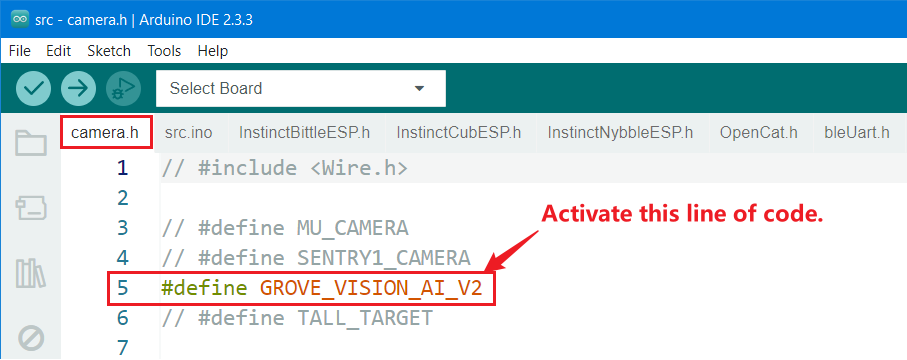 src - camera.h | Arduino IDE 2.3.3
File Edit Sketch Tools Help
Select Board
camera.h src.ino InstinctBittleESP.h InstinctCubESP.h InstinctNybbleESP.h OpenCat.h bleUart.h
1 // #include <Wire.h>
2
Activate this line of code.
3 // #define MU_CAMERA
4 // #define SENTRY1_CAMERA
5 #define GROVE_VISION_AI_V2
6 // #define TALL_TARGET
7